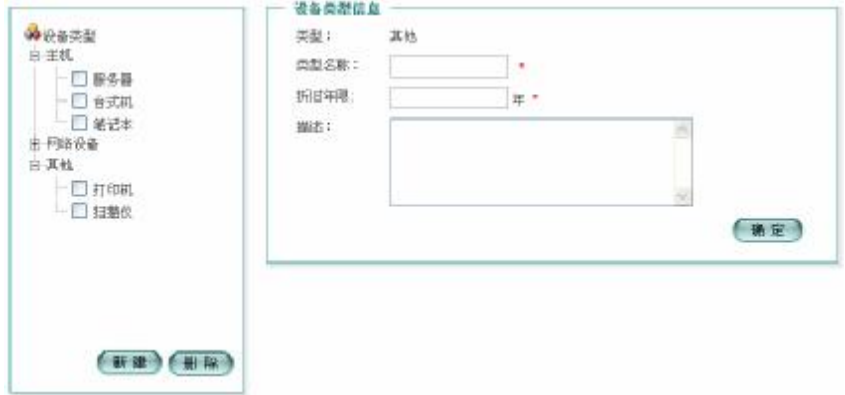 设备类型
主机
服务器
台式机
笔记本
网络设备
其他
打印机
扫描仪
新建 删除
设备类型信息
类型： 其他
类型名称： *
折旧年限: 年 *
描述：
确定